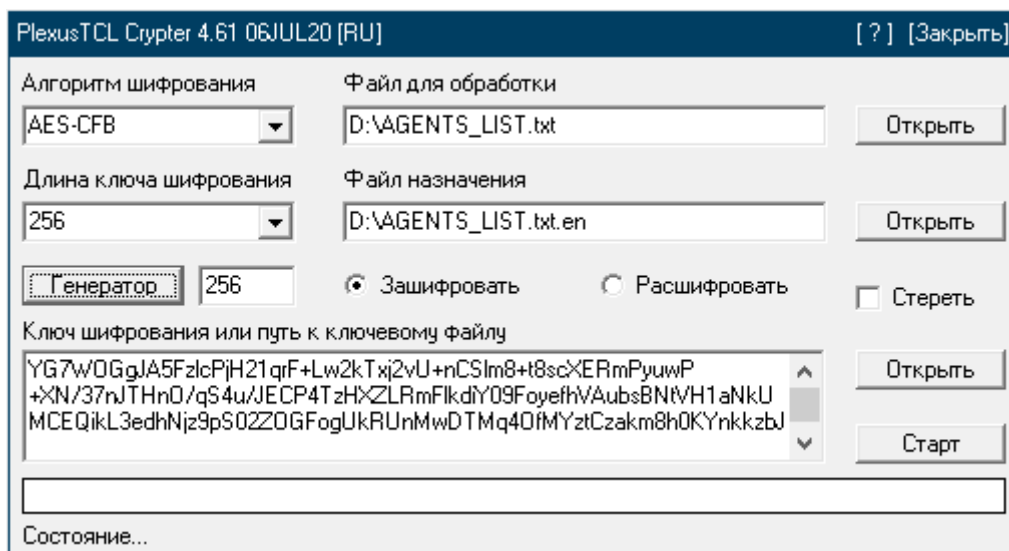 PlexusTCL Crypter 4.61 06JUL20 [RU] [ ? ] [Закрыть]
Алгоритм шифрования Файл для обработки
AES-CFB D:\AGENTS_LIST.txt Открыть
Длина ключа шифрования Файл назначения
256 D:\AGENTS_LIST.txt.en Открыть
Генератор 256 Зашифровать Расшифровать Стереть
Ключ шифрования или путь к ключевому файлу
YG7WOGgJA5FzlcPjH21qrF+Lw2kTxj2vU+nCSIm8+t8scXERmPyuwP Открыть
+XN/37nJTHnO/qS4u/JECP4TzHXZLRmFIkdiY09FoyefhVAubsBNtVH1aNkU
MCEQikL3edhNjz9pS02ZOGFogUkRUnMwDTMq4OfMYztCzakm8h0KYnkkzbJ
Старт
Состояние...